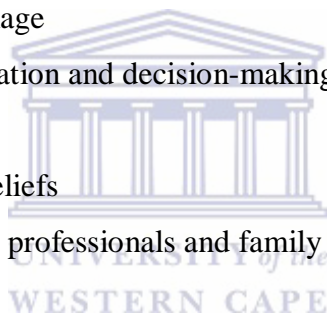 age
ation and decision-making
eliefs
professionals and family
UNIVERSITY of the
WESTERN CAPE